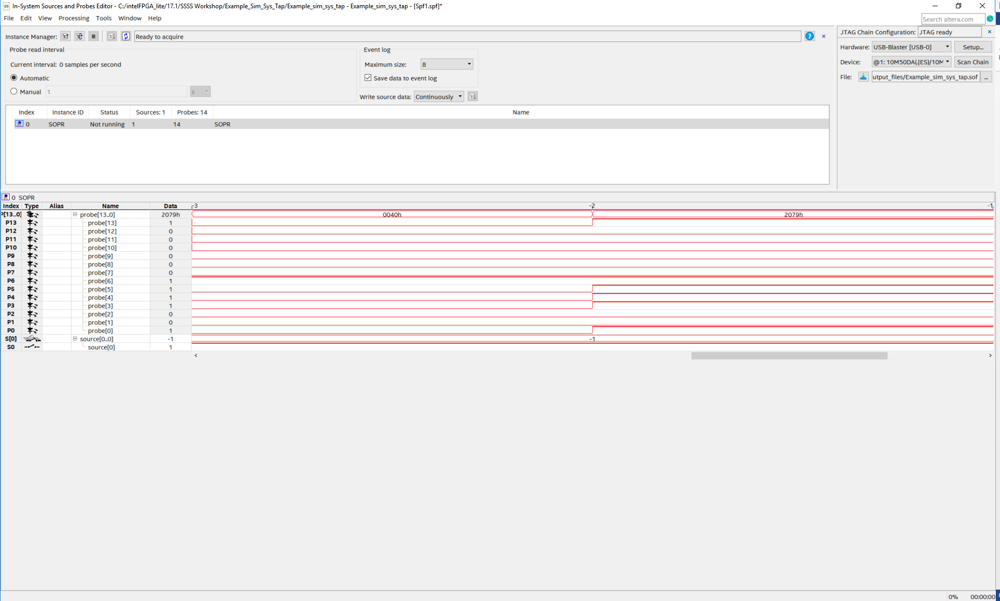 In-System Sources and Probes Editor - C:/intelFPGA_lite/17.1/SSSS Workshop/Example_Sim_Sys_Tap/Example_sim_sys_tap - Example_sim_sys_tap - [Spf1.spf]*
File Edit View Processing Tools Window Help
Search altera.com
Instance Manager: Ready to acquire
JTAG Chain Configuration: JTAG ready
Probe read interval
Event log
Hardware: USB-Blaster [USB-0] Setup...
Current interval: 0 samples per second
Maximum size: 8
Device: @1: 10M50DA(.|ES)/10M Scan Chain
Automatic
Save data to event log
File: utput_files/Example_sim_sys_tap.sof ...
Manual 1 s
Write source data: Continuously
Index Instance ID Status Sources: 1 Probes: 14 Name
0 SOPR Not running 1 14 SOPR
0 SOPR
Index Type Alias Name Data -3 -2 -1
P[13..0] probe[13..0] 2079h 0040h 2079h
P13 probe[13] 1
P12 probe[12] 0
P11 probe[11] 0
P10 probe[10] 0
P9 probe[9] 0
P8 probe[8] 0
P7 probe[7] 0
P6 probe[6] 1
P5 probe[5] 1
P4 probe[4] 1
P3 probe[3] 1
P2 probe[2] 0
P1 probe[1] 0
P0 probe[0] 1
S[0] source[0..0] -1 -1
S0 source[0] 1
0% 00:00:00